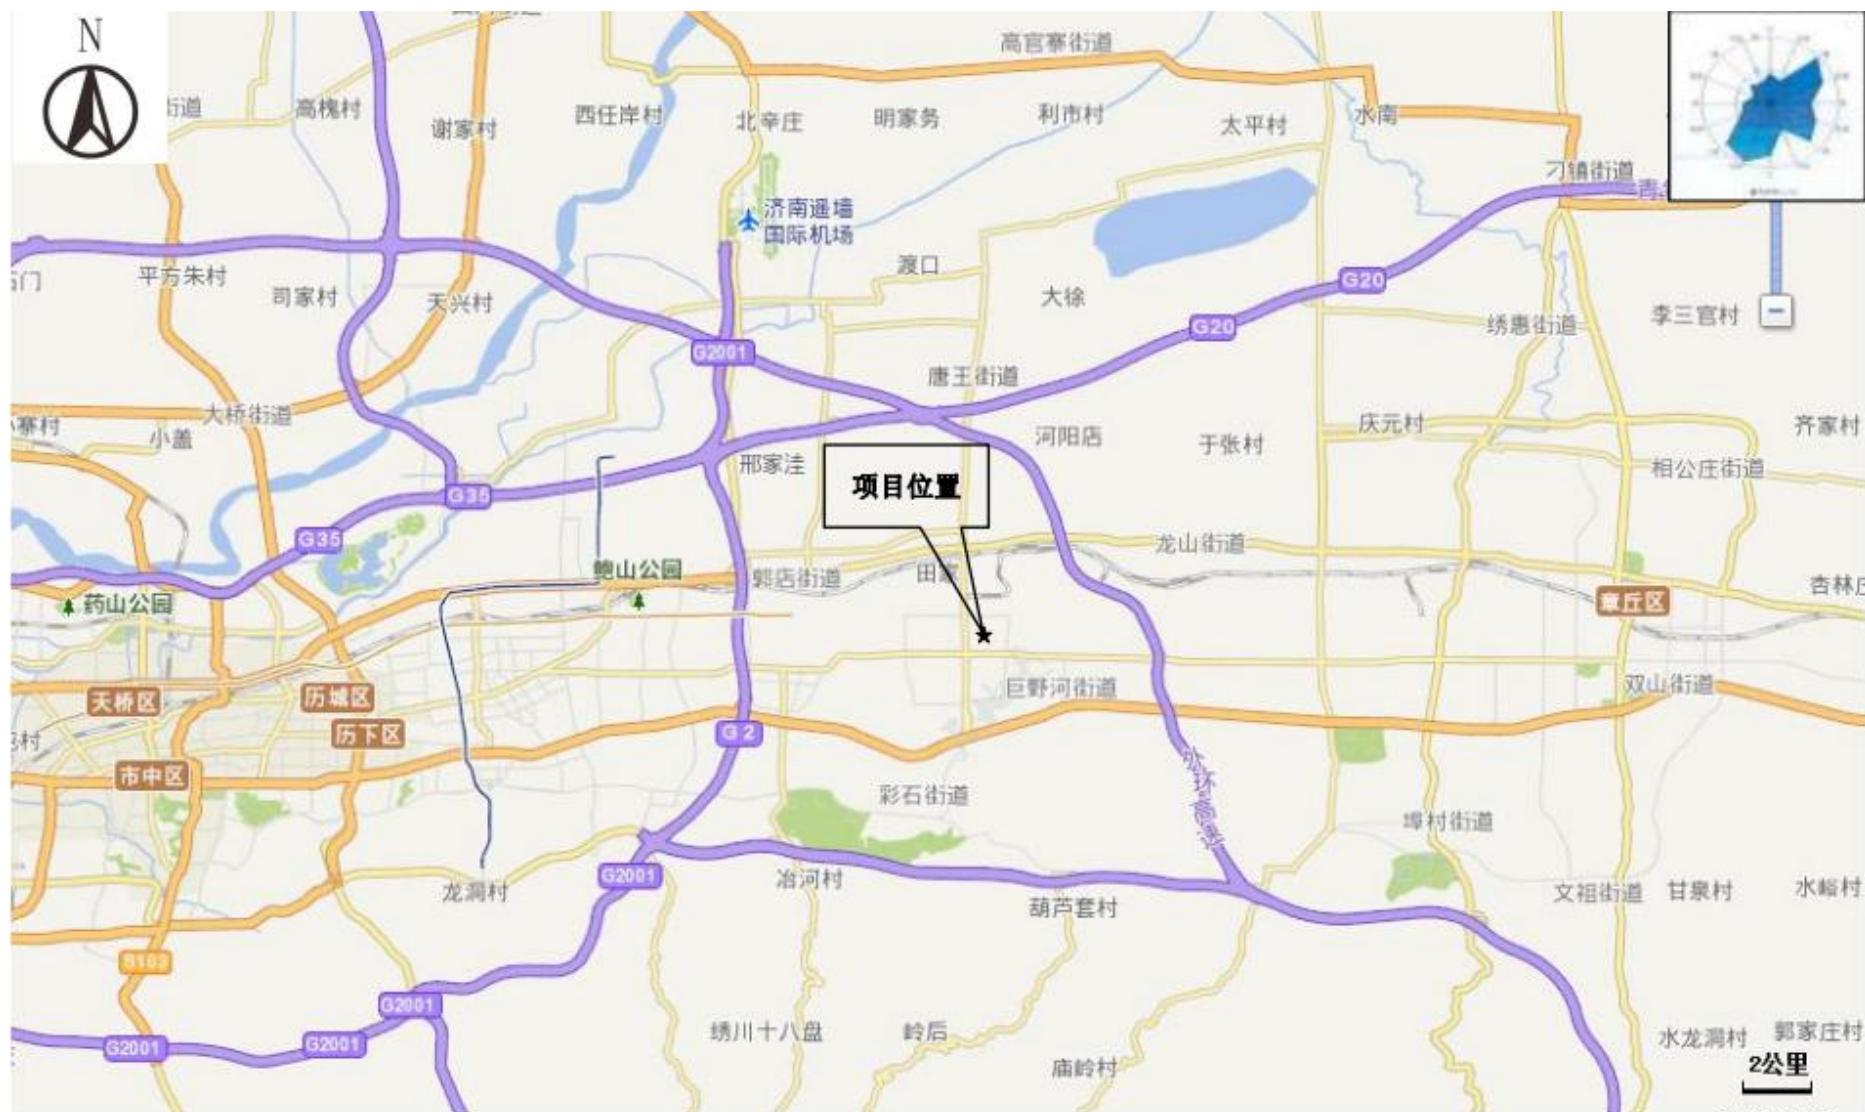 N
高官寨街道
街道
高槐村
谢家村
西任岸村
北辛庄
明家务
利市村
太平村
水南
刁镇街道
济南遥墙
国际机场
平方朱村
司家村
天兴村
渡口
大徐
G20
G20
绣惠街道
李三官村
G2001
唐王街道
大桥街道
小盖
寨村
邢家洼
河阳店
于张村
庆元村
齐家村
相公庄街道
G35
G35
项目位置
鲍山公园
郭店街道
龙山街道
药山公园
章丘区
天桥区
历城区
历下区
市中区
巨野河街道
双山街道
G2
外环高速
彩石街道
埠村街道
G2001
龙洞村
冶河村
葫芦套村
文祖街道
甘泉村
水峪村
S103
G2001
G2001
G2001
绣川十八盘
岭后
庙岭村
水龙洞村
郭家庄村
2公里